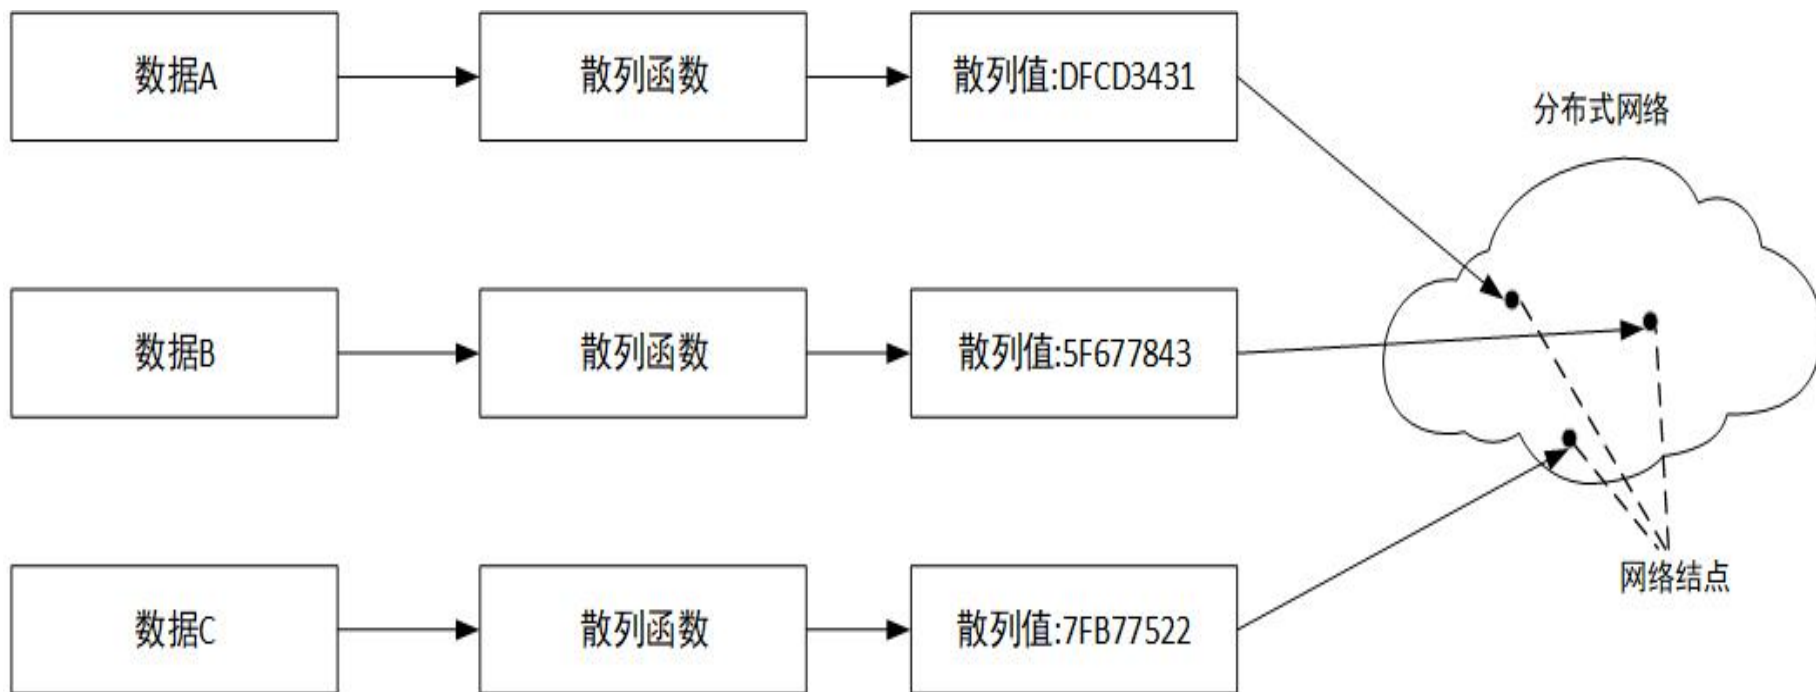 数据A
散列函数
散列值:DFCD3431
分布式网络
数据B
散列函数
散列值:5F677843
数据C
散列函数
散列值:7FB77522
网络结点